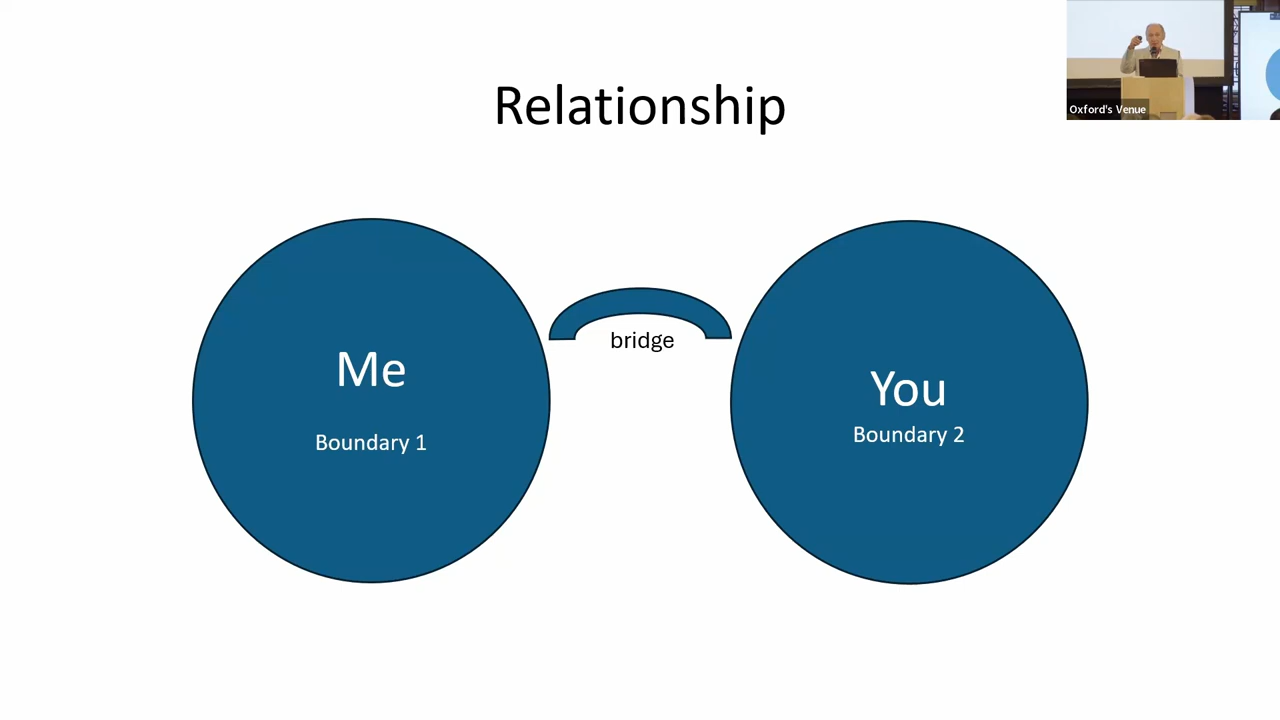 Relationship
Oxford's Venue
bridge
Me
Boundary 1
You
Boundary 2